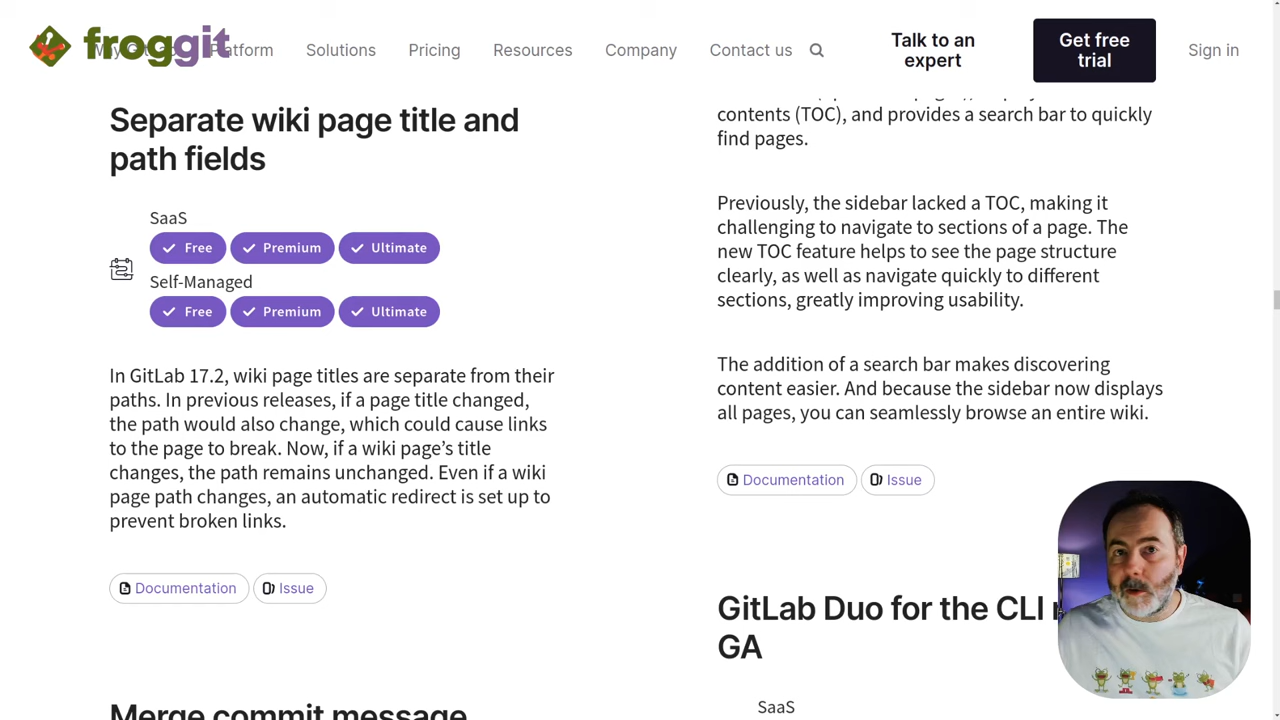 froggit
Platform
Solutions
Pricing
Resources
Company
Contact us
Talk to an
expert
Get free
trial
Sign in
Separate wiki page title and
path fields
SaaS
Free
Premium
Ultimate
Self-Managed
Free
Premium
Ultimate
In GitLab 17.2, wiki page titles are separate from their
paths. In previous releases, if a page title changed,
the path would also change, which could cause links
to the page to break. Now, if a wiki page’s title
changes, the path remains unchanged. Even if a wiki
page path changes, an automatic redirect is set up to
prevent broken links.
Documentation
Issue
Merge commit message
contents (TOC), and provides a search bar to quickly
find pages.
Previously, the sidebar lacked a TOC, making it
challenging to navigate to sections of a page. The
new TOC feature helps to see the page structure
clearly, as well as navigate quickly to different
sections, greatly improving usability.
The addition of a search bar makes discovering
content easier. And because the sidebar now displays
all pages, you can seamlessly browse an entire wiki.
Documentation
Issue
GitLab Duo for the CLI
GA
SaaS